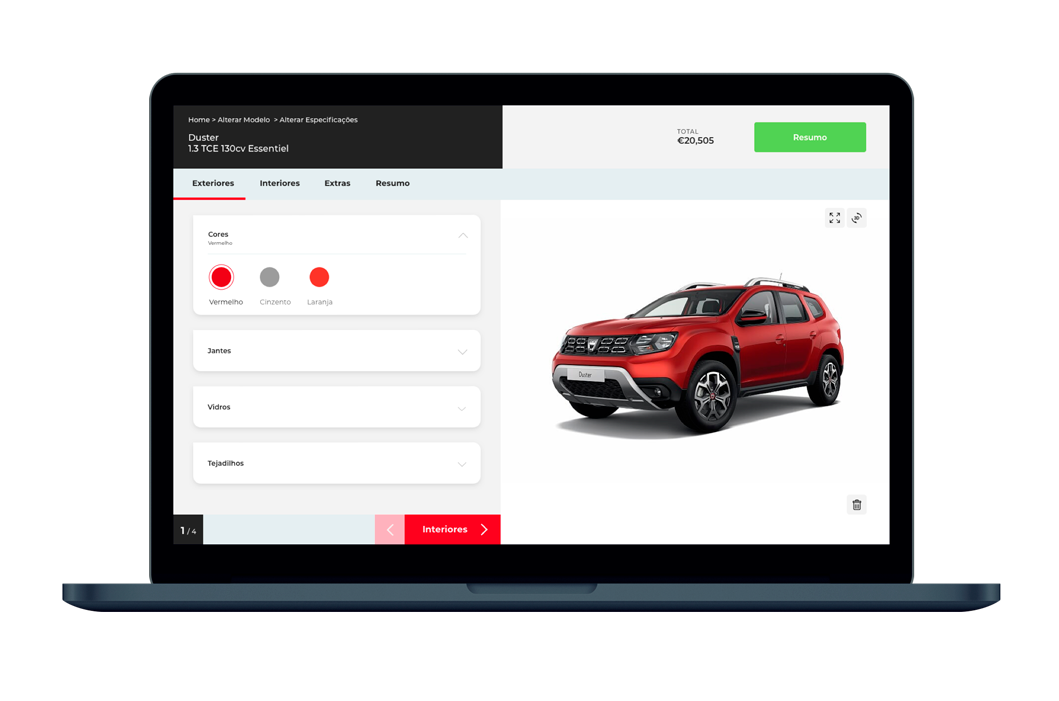 Home > Alterar Modelo > Alterar Especificações
Duster
1.3 TCE 130cv Essentiel
TOTAL
€20,505
Resumo
Exteriores Interiores Extras Resumo
Cores
Vermelho
Vermelho Cinzento Laranja
Jantes
Vidros
Tejadilhos
3D
Duster
1 / 4
Interiores